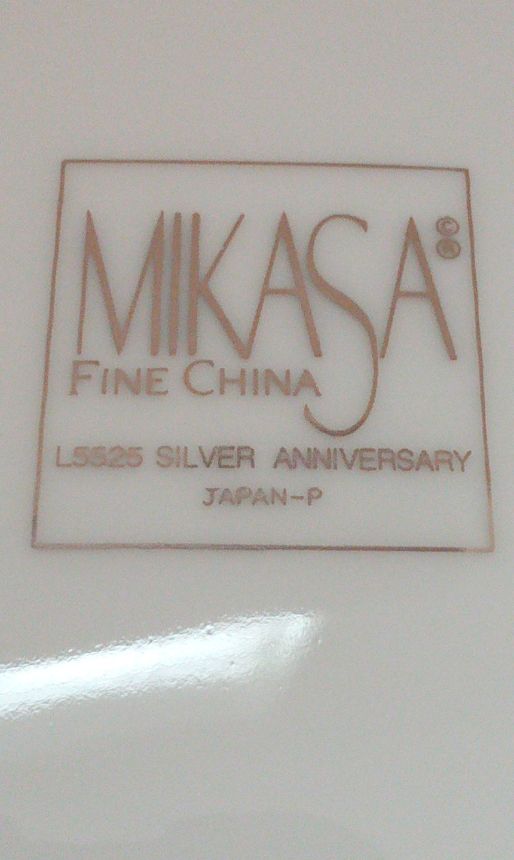 MIKASA © ®
FINE CHINA
L5525 SILVER ANNIVERSARY
JAPAN-P